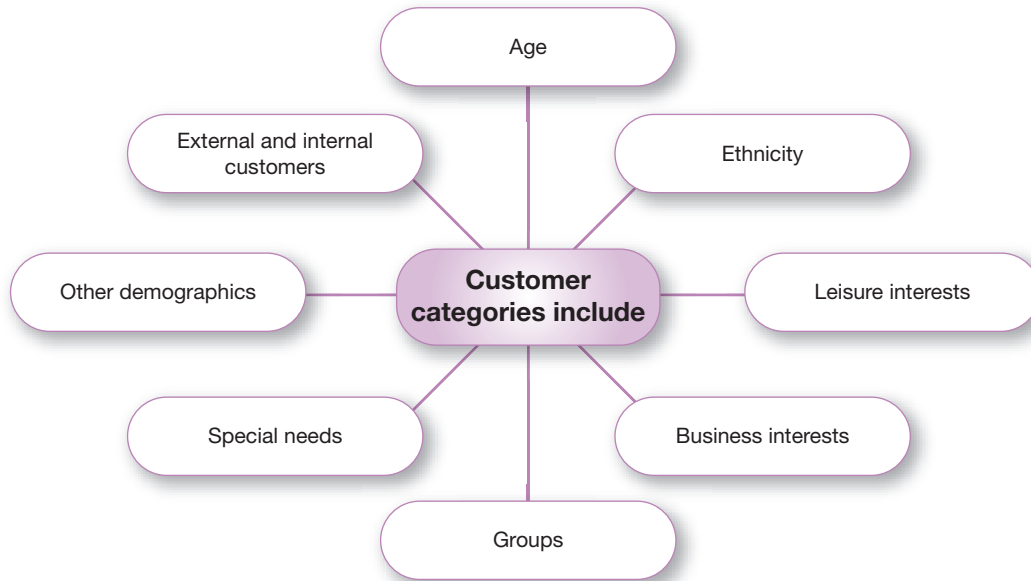 Age
External and internal
customers
Ethnicity
Other demographics
Customer
categories include
Leisure interests
Special needs
Business interests
Groups